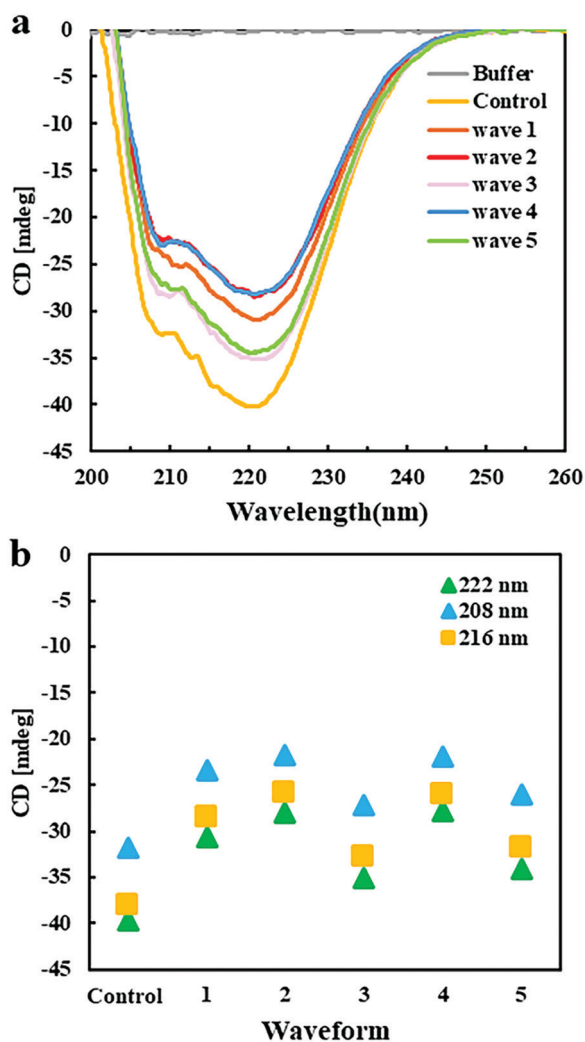 a
0
-5
-10
-15
-20
-25
-30
-35
-40
-45
CD [mdeg]
Buffer
Control
wave 1
wave 2
wave 3
wave 4
wave 5
200 210 220 230 240 250 260
Wavelength(nm)
b
0
-5
-10
-15
-20
-25
-30
-35
-40
-45
CD [mdeg]
222 nm
208 nm
216 nm
Control 1 2 3 4 5
Waveform